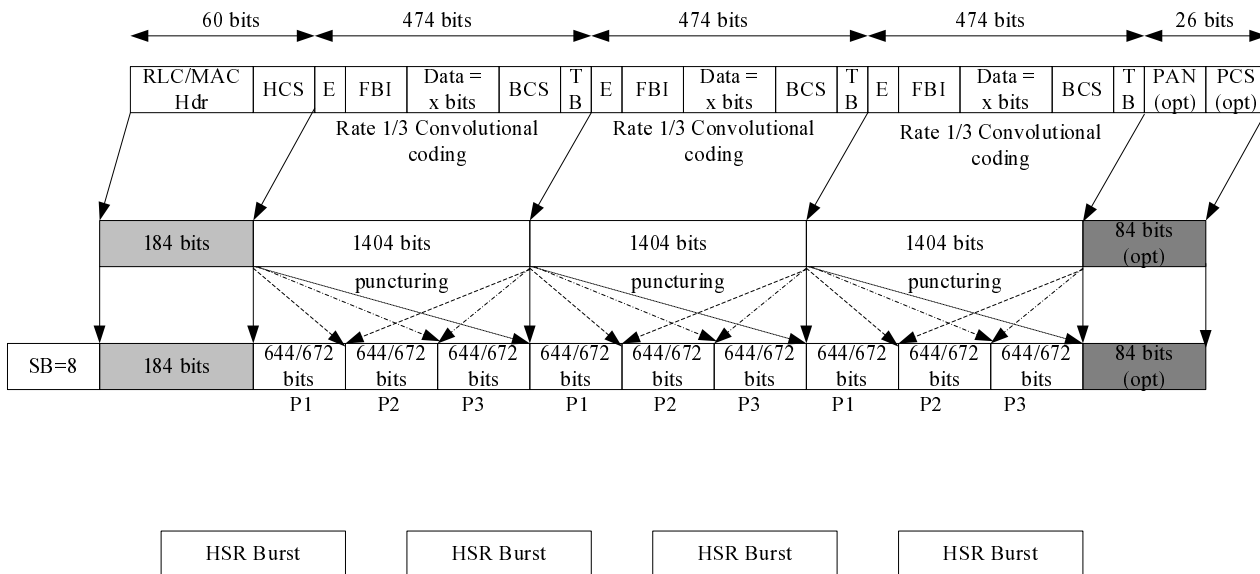 60 bits
474 bits
474 bits
474 bits
26 bits
RLC/MAC
Hdr
HCS
E
FBI
Data =
x bits
BCS
T
B
E
FBI
Data =
x bits
BCS
T
B
E
FBI
Data =
x bits
BCS
T
B
PAN
(opt)
PCS
(opt)
Rate 1/3 Convolutional
coding
Rate 1/3 Convolutional
coding
Rate 1/3 Convolutional
coding
184 bits
1404 bits
1404 bits
1404 bits
84 bits
(opt)
puncturing
puncturing
puncturing
SB=8
184 bits
644/672
bits
644/672
bits
644/672
bits
644/672
bits
644/672
bits
644/672
bits
644/672
bits
644/672
bits
644/672
bits
84 bits
(opt)
P1
P2
P3
P1
P2
P3
P1
P2
P3
HSR Burst
HSR Burst
HSR Burst
HSR Burst